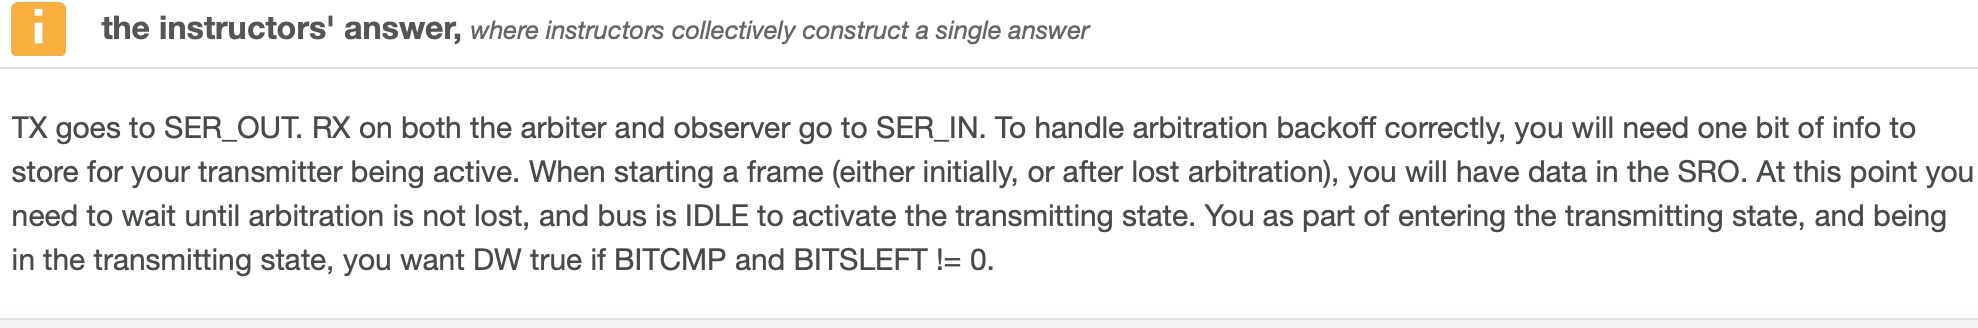 i the instructors' answer, where instructors collectively construct a single answer
TX goes to SER_OUT. RX on both the arbiter and observer go to SER_IN. To handle arbitration backoff correctly, you will need one bit of info to
store for your transmitter being active. When starting a frame (either initially, or after lost arbitration), you will have data in the SRO. At this point you
need to wait until arbitration is not lost, and bus is IDLE to activate the transmitting state. You as part of entering the transmitting state, and being
in the transmitting state, you want DW true if BITCMP and BITSLEFT != 0.